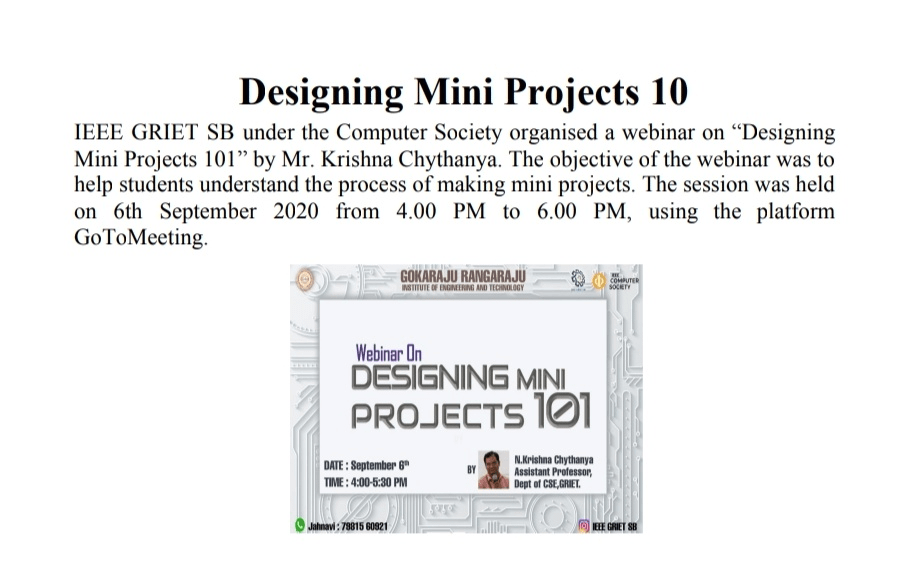 Designing Mini Projects 10
IEEE GRIET SB under the Computer Society organised a webinar on “Designing
Mini Projects 101” by Mr. Krishna Chythanya. The objective of the webinar was to
help students understand the process of making mini projects. The session was held
on 6th September 2020 from 4.00 PM to 6.00 PM, using the platform
GoToMeeting.
GOKARAJU RANGARAJU
INSTITUTE OF ENGINEERING AND TECHNOLOGY
IEEE
COMPUTER
SOCIETY
Webinar On
DESIGNING MINI
PROJECTS 101
DATE : September 6th
TIME : 4:00-5:30 PM
BY
N.Krishna Chythanya
Assistant Professor,
Dept of CSE,GRIET.
Jahnavi : 79815 60921
IEEE GRIET SB